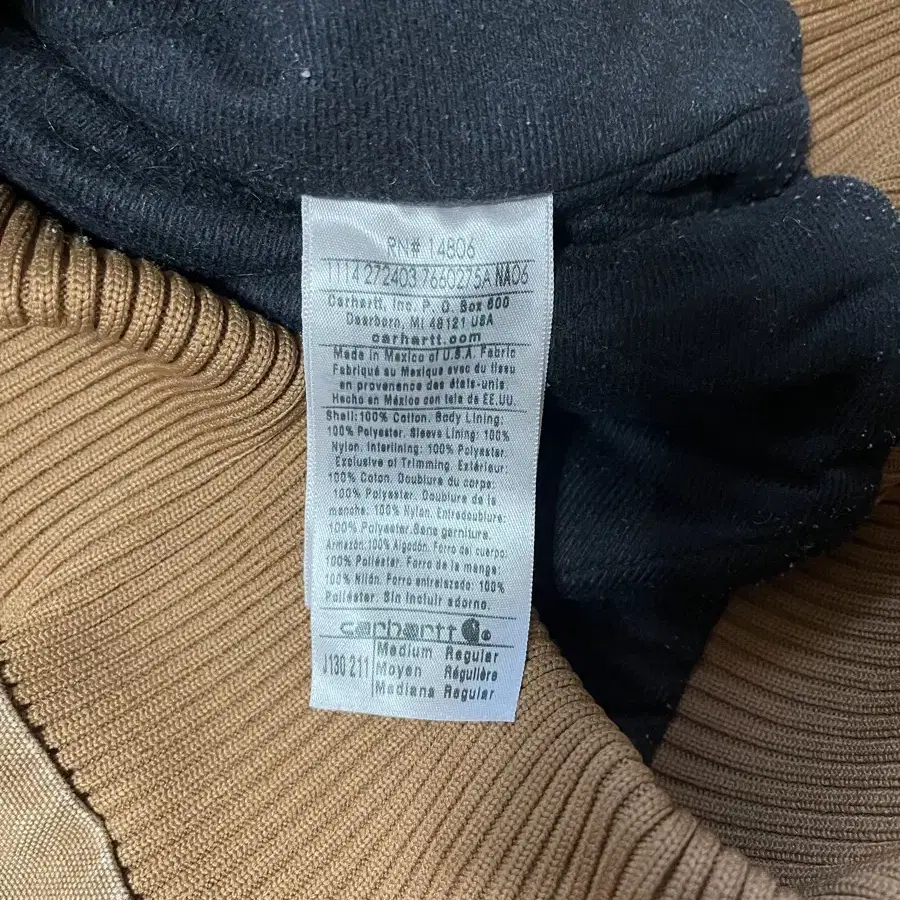 RN# 14806
1114 272403 7660275A NA06
Carhartt, Inc. P. O. Box 600
Dearborn, MI 48121 USA
carhartt.com
Made in Mexico of U.S.A. Fabric
Fabriqué au Mexique avec du tissu
en provenance des états-unis
Hecho en México con tela de EE.UU.
Shell:100% Cotton. Body Lining:
100% Polyester. Sleeve Lining: 100%
Nylon. Interlining: 100% Polyester.
Exclusive of Trimming. Extérieur:
100% Coton. Doublure du corps:
100% Polyester. Doublure de la
manche: 100% Nylon. Entredoublure:
100% Polyester.Sans garniture.
Armazón:100% Algodón. Forro del cuerpo:
100% Poliéster. Forro de la manga:
100% Nilón. Forro entrelazado: 100%
Poliéster. Sin incluir adorno.
carhartt
J130 211
Medium Regular
Moyen Régulière
Mediana Regular